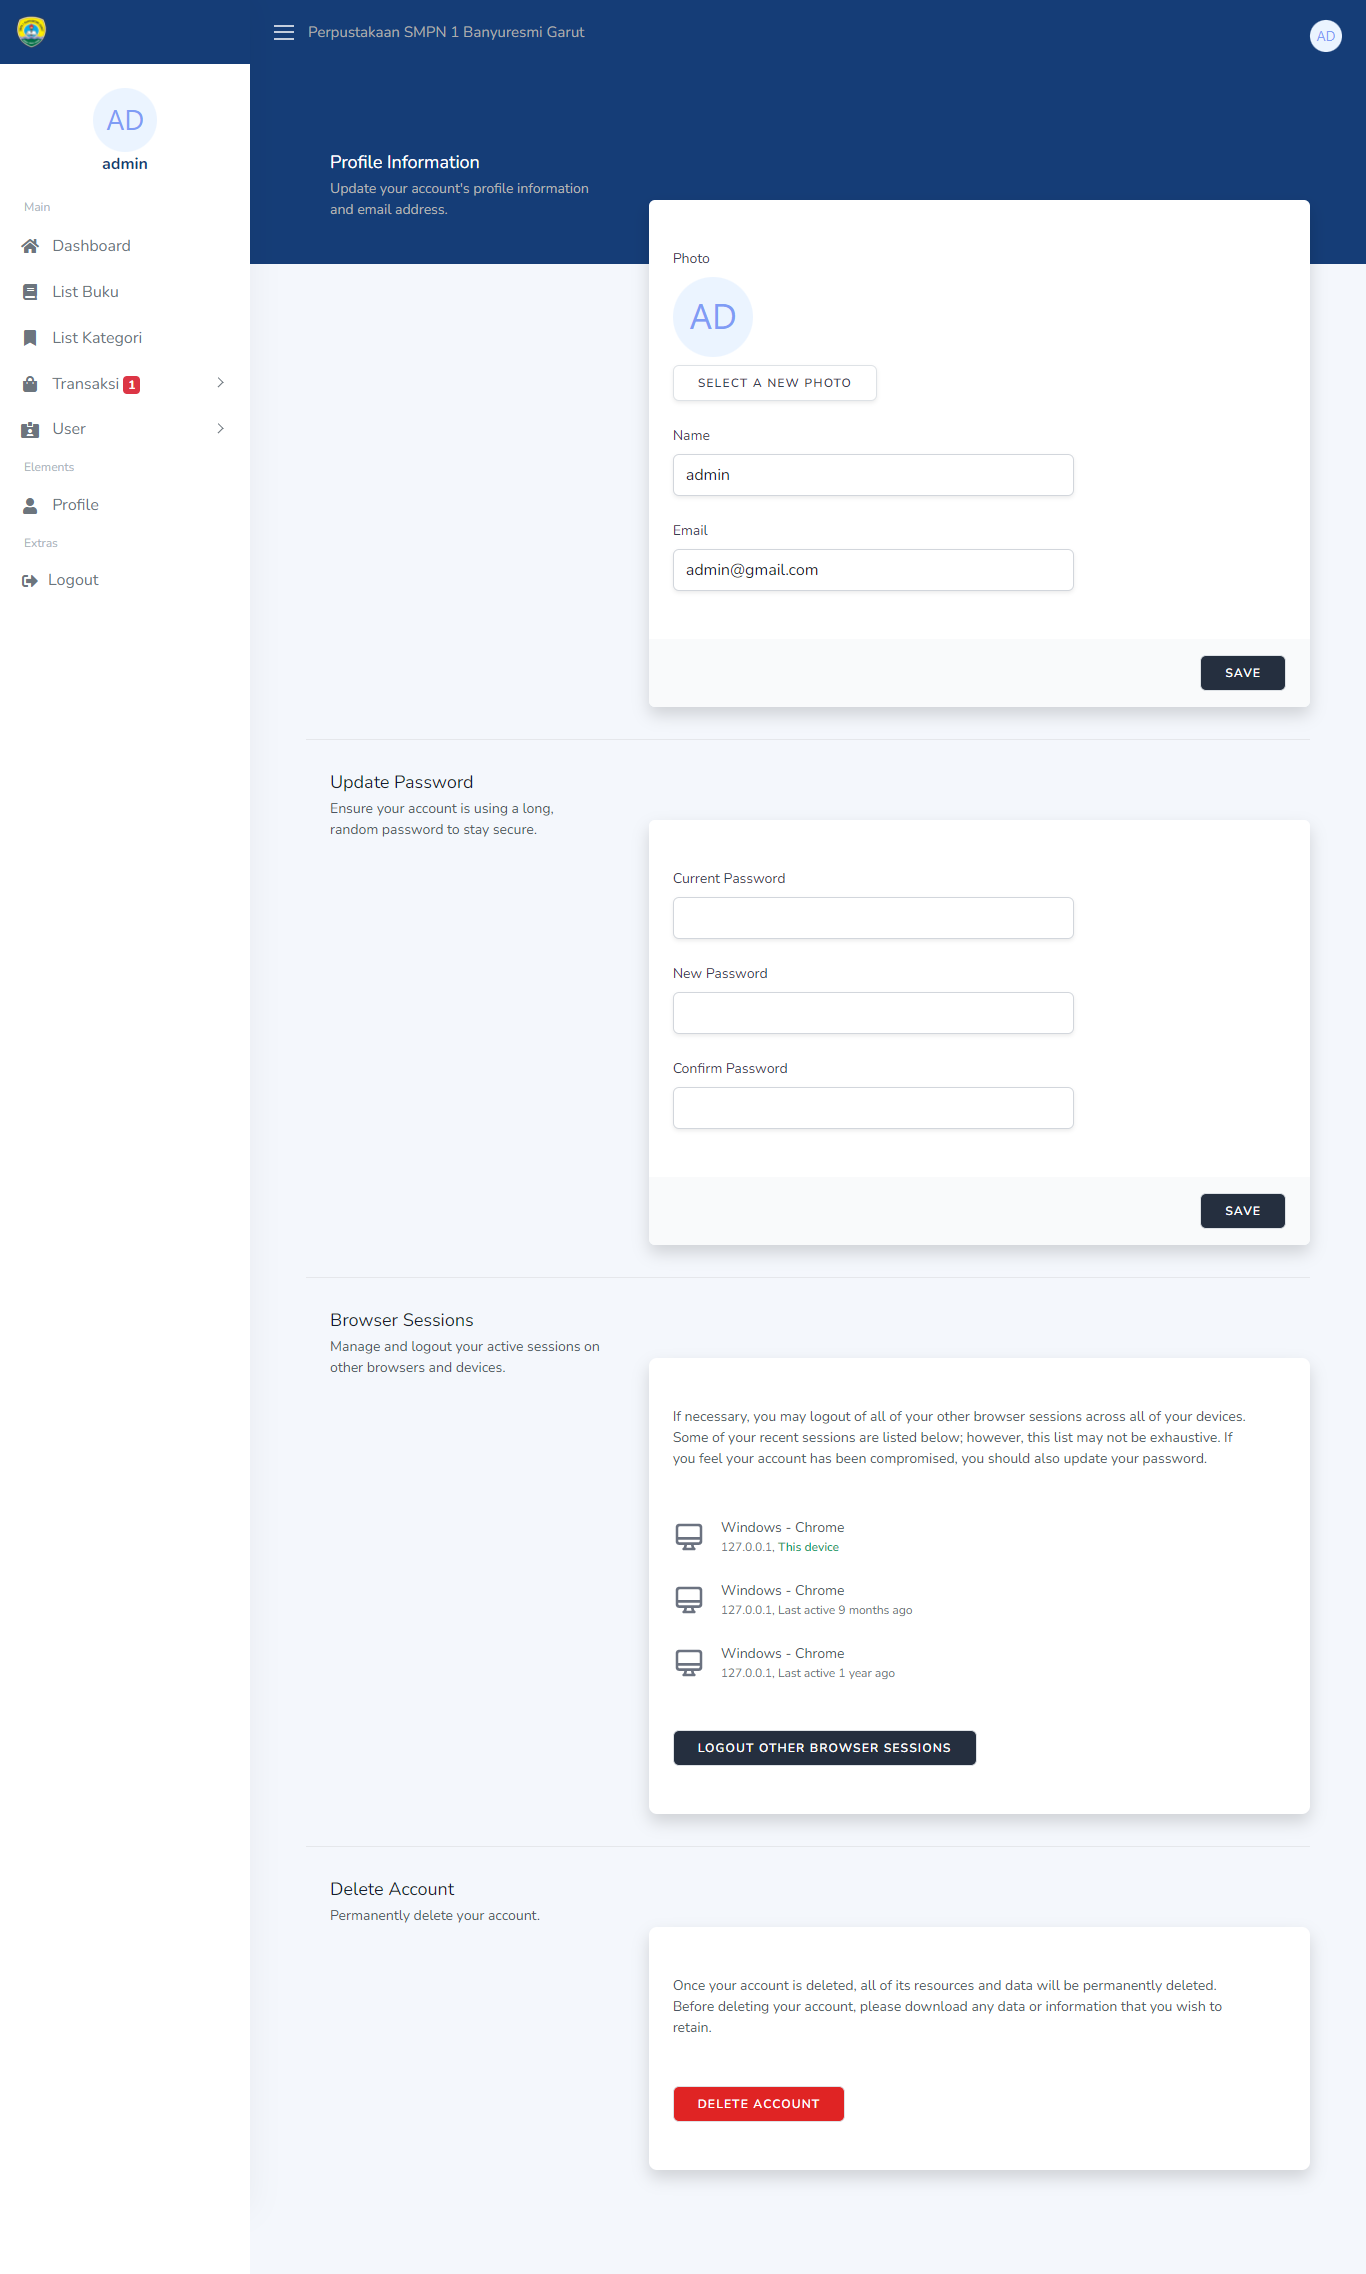 Perpustakaan SMPN 1 Banyuresmi Garut
AD
AD
admin
Main
Dashboard
List Buku
List Kategori
Transaksi 1
User
Elements
Profile
Extras
Logout
Profile Information
Update your account's profile information
and email address.
Photo
AD
SELECT A NEW PHOTO
Name
admin
Email
admin@gmail.com
SAVE
Update Password
Ensure your account is using a long,
random password to stay secure.
Current Password
New Password
Confirm Password
SAVE
Browser Sessions
Manage and logout your active sessions on
other browsers and devices.
If necessary, you may logout of all of your other browser sessions across all of your devices.
Some of your recent sessions are listed below; however, this list may not be exhaustive. If
you feel your account has been compromised, you should also update your password.
Windows - Chrome
127.0.0.1, This device
Windows - Chrome
127.0.0.1, Last active 9 months ago
Windows - Chrome
127.0.0.1, Last active 1 year ago
LOGOUT OTHER BROWSER SESSIONS
Delete Account
Permanently delete your account.
Once your account is deleted, all of its resources and data will be permanently deleted.
Before deleting your account, please download any data or information that you wish to
retain.
DELETE ACCOUNT